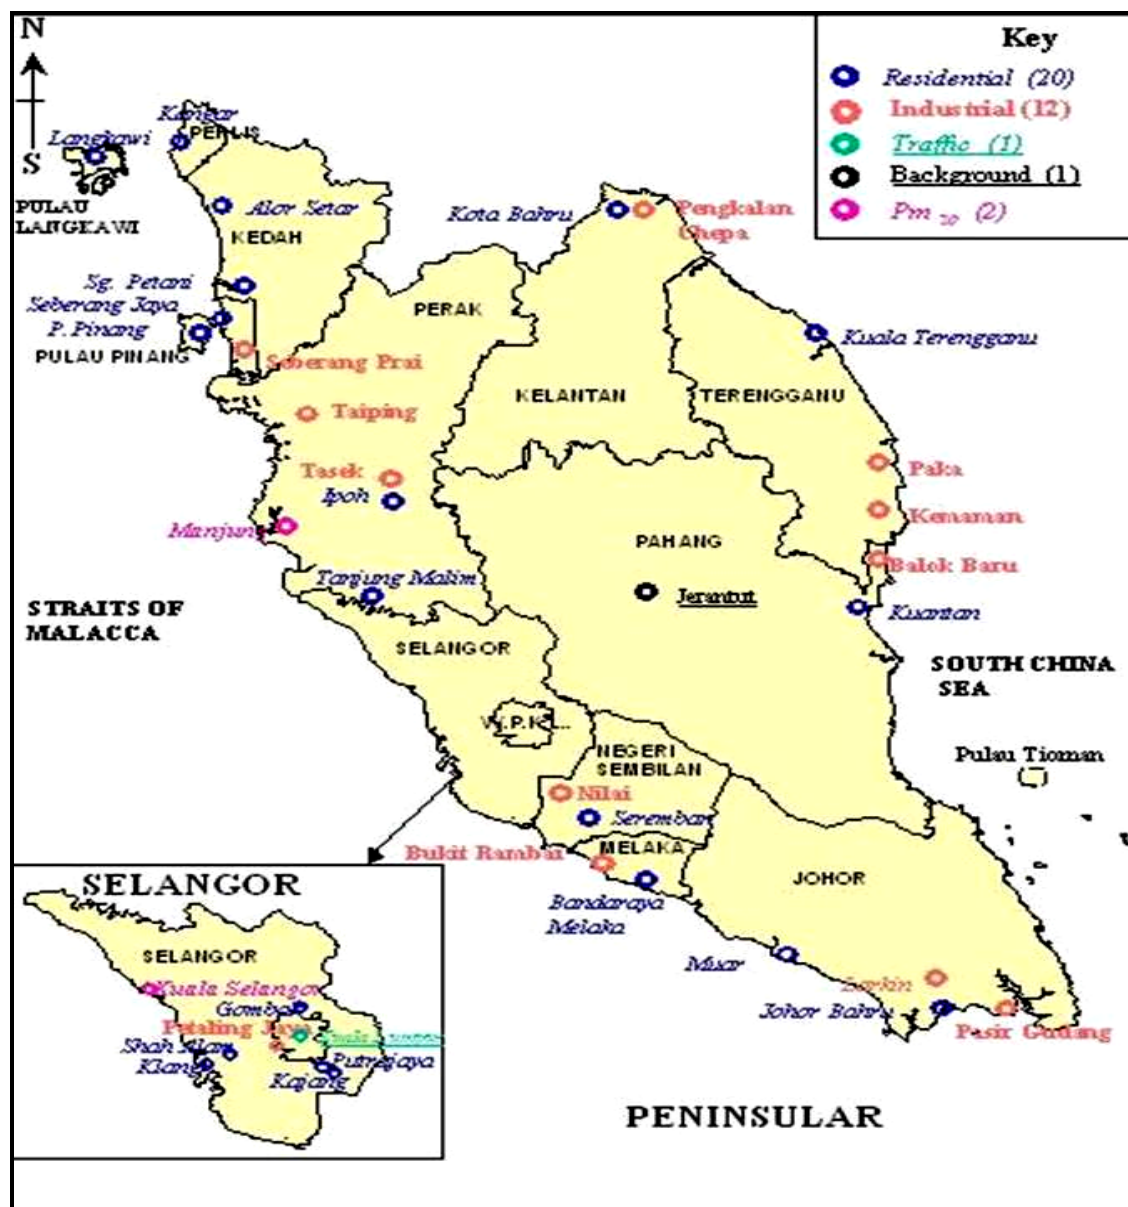 N
S
Key
Residential (20)
Industrial (12)
Traffic (1)
Background (1)
Pm 10 (2)
Kangar
PERLIS
Langkawi
PULAU
LANGKAWI
Alor Setar
KEDAH
Kota Bahru
Pengkalan
Chepa
Sg. Petani
Seberang Jaya
P.Pinang
PULAU PINANG
Seberang Prai
PERAK
Kuala Terengganu
KELANTAN
TERENGGANU
Taiping
Tasek
Ipoh
Paka
Kemaman
Manjung
PAHANG
Balok Baru
Tanjung Malim
Jerantut
Kuantan
STRAITS OF
MALACCA
SELANGOR
SOUTH CHINA
SEA
W.P.K.L.
NEGERI
SEMBILAN
Pulau Tioman
Nilai
Seremban
MELAKA
Bukit Rambai
JOHOR
Bandaraya
Melaka
Muar
Larkin
Johor Bahru
Pasir Gudang
SELANGOR
SELANGOR
Kuala Selangor
Gombak
Petaling Jaya
Shah Alam
Klang
Putrajaya
Kajang
PENINSULAR